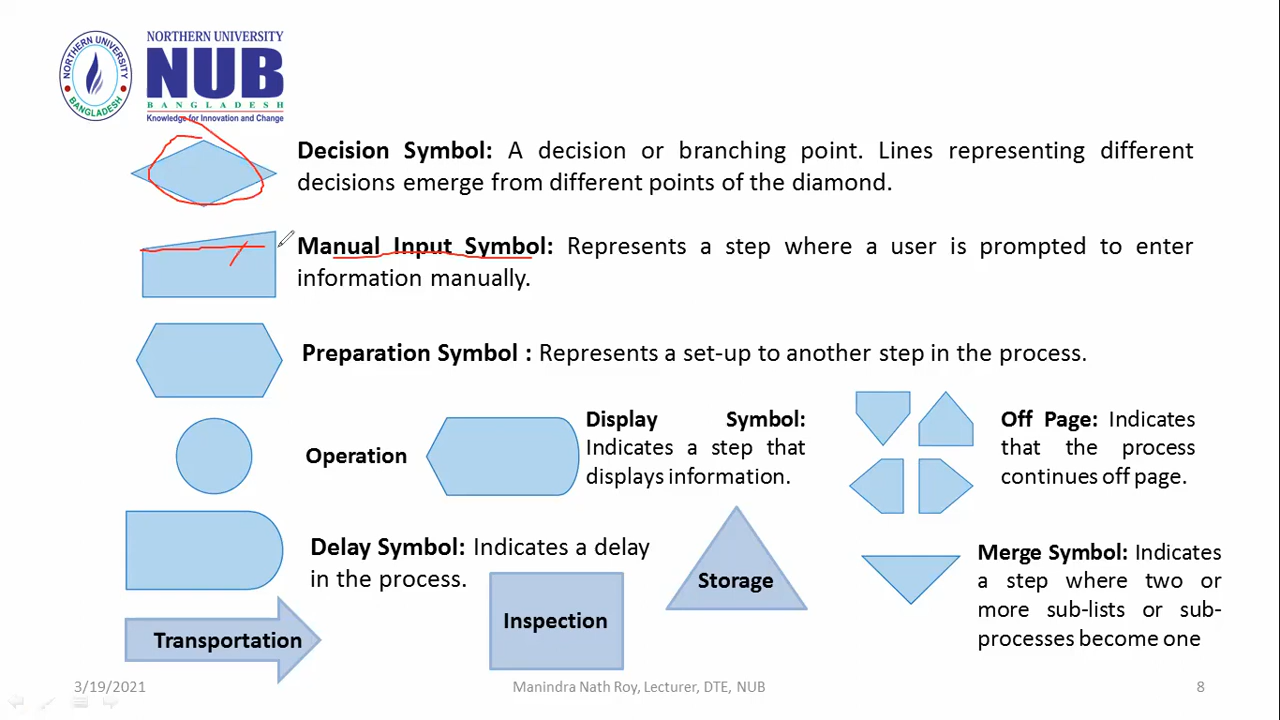 NORTHERN UNIVERSITY
BANGLADESH
NORTHERN UNIVERSITY
NUB
BANGLADESH
Knowledge for Innovation and Change
Decision Symbol: A decision or branching point. Lines representing different
decisions emerge from different points of the diamond.
Manual Input Symbol: Represents a step where a user is prompted to enter
information manually.
Preparation Symbol : Represents a set-up to another step in the process.
Operation
Display Symbol:
Indicates a step that
displays information.
Off Page: Indicates
that the process
continues off page.
Delay Symbol: Indicates a delay
in the process.
Storage
Merge Symbol: Indicates
a step where two or
more sub-lists or sub-
processes become one
Transportation
Inspection
3/19/2021
Manindra Nath Roy, Lecturer, DTE, NUB
8